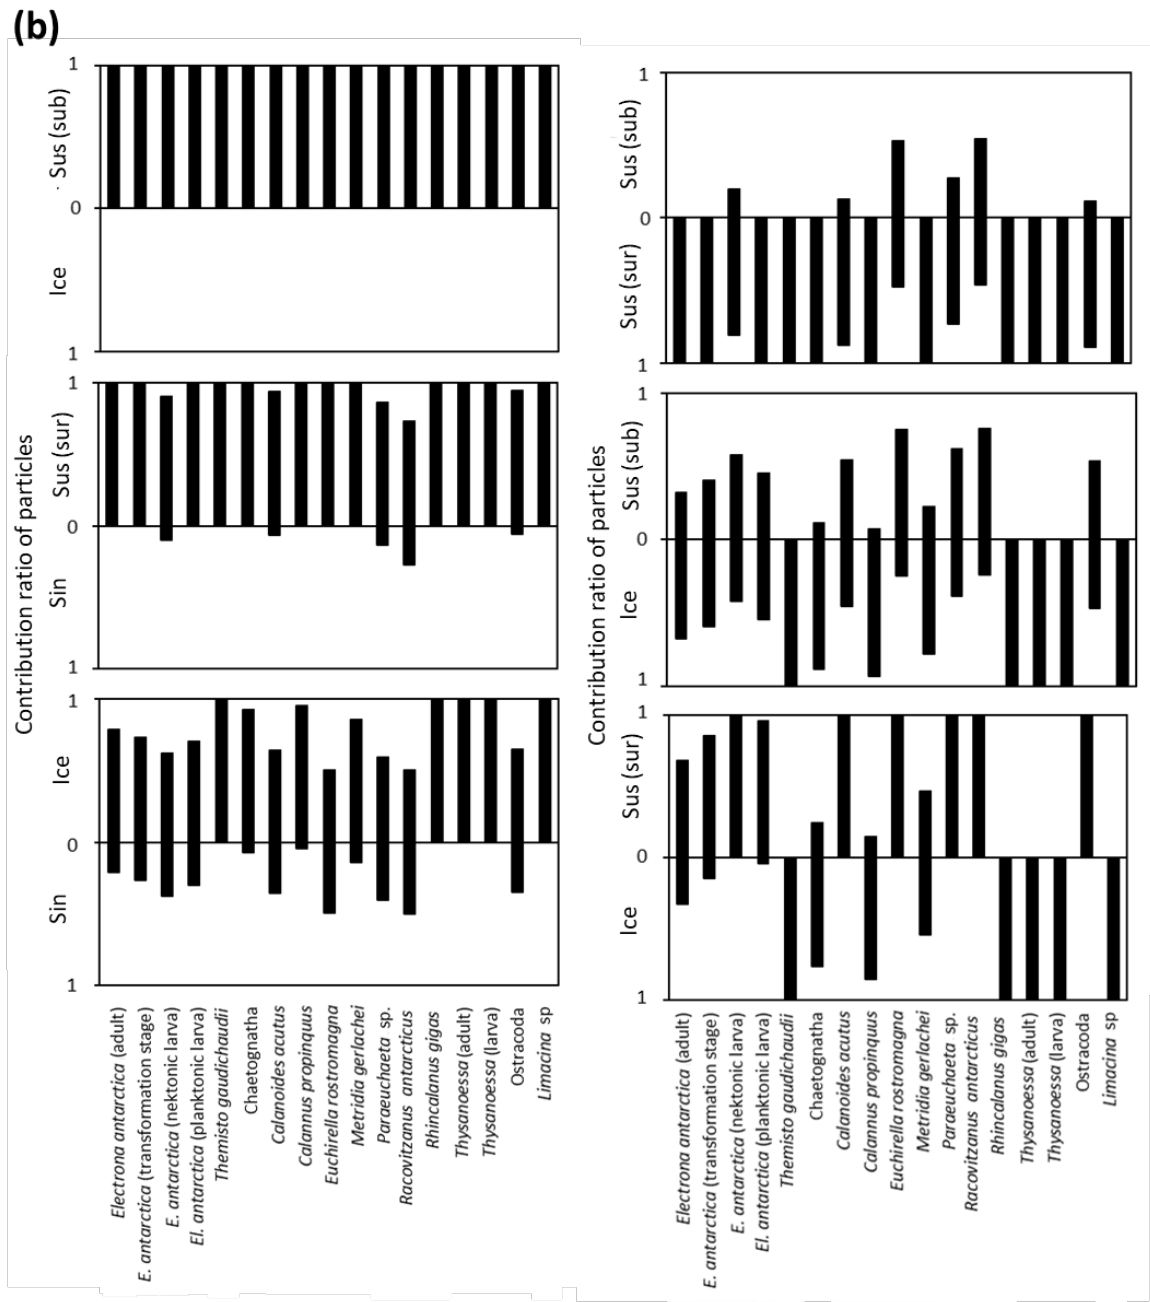 (b)
Contribution ratio of particles
1
Sus (sub)
0
Ice
1
1
Sus (sur)
0
Sin
1
1
Ice
0
Sin
1
Electrona antarctica (adult)
E. antarctica (transformation stage)
E. antarctica (nektonic larva)
El. antarctica (planktonic larva)
Themisto gaudichaudii
Chaetognatha
Calanoides acutus
Calannus propinquus
Euchirella rostromagna
Metridia gerlachei
Paraeuchaeta sp.
Racovitzanus antarcticus
Rhincalanus gigas
Thysanoessa (adult)
Thysanoessa (larva)
Ostracoda
Limacina sp
Contribution ratio of particles
1
Sus (sub)
0
Sus (sur)
1
1
Sus (sub)
0
Ice
1
1
Sus (sur)
0
Ice
1
Electrona antarctica (adult)
E. antarctica (transformation stage)
E. antarctica (nektonic larva)
El. antarctica (planktonic larva)
Themisto gaudichaudii
Chaetognatha
Calanoides acutus
Calannus propinquus
Euchirella rostromagna
Metridia gerlachei
Paraeuchaeta sp.
Racovitzanus antarcticus
Rhincalanus gigas
Thysanoessa (adult)
Thysanoessa (larva)
Ostracoda
Limacina sp